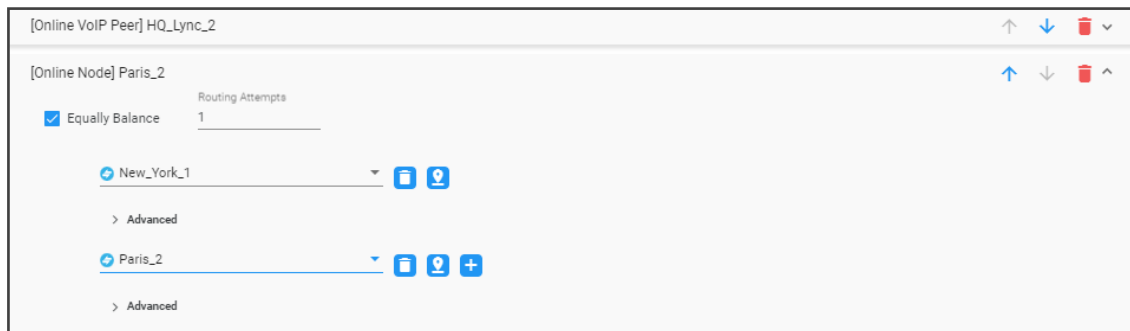 [Online VoIP Peer] HQ_Lync_2
[Online Node] Paris_2
Routing Attempts
Equally Balance 1
New_York_1
Advanced
Paris_2
Advanced